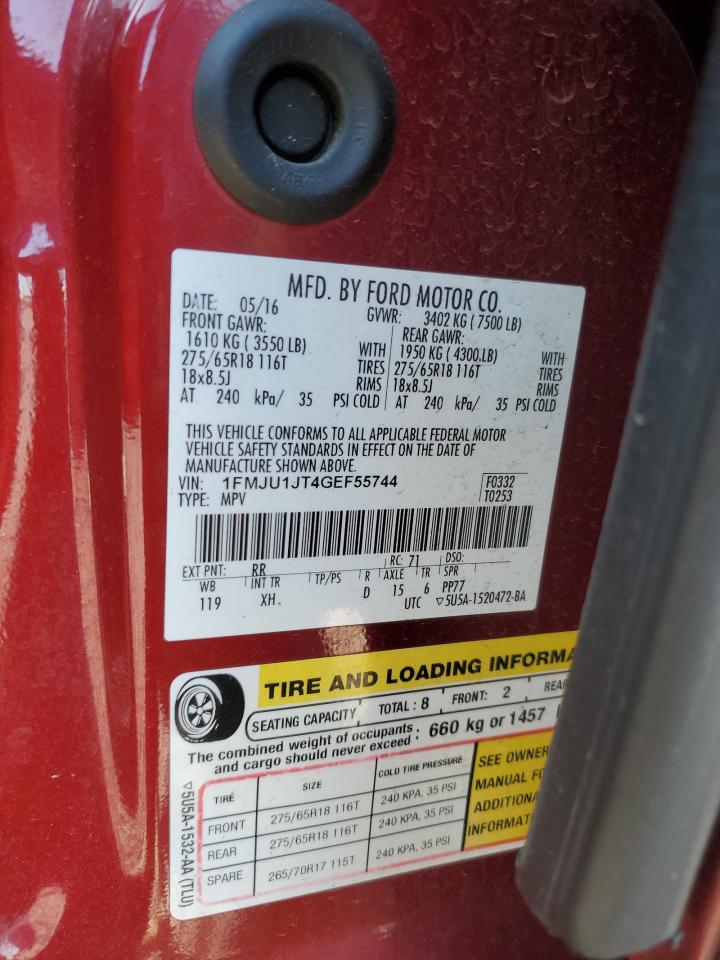 MFD. BY FORD MOTOR CO.
DATE: 05/16 GVWR: 3402 KG ( 7500 LB)
FRONT GAWR: REAR GAWR:
1610 KG ( 3550 LB) WITH 1950 KG ( 4300.LB) WITH
275/65R18 116T TIRES 275/65R18 116T TIRES
18x8.5J RIMS 18x8.5J RIMS
AT 240 kPa/ 35 PSI COLD AT 240 kPa/ 35 PSI COLD
THIS VEHICLE CONFORMS TO ALL APPLICABLE FEDERAL MOTOR
VEHICLE SAFETY STANDARDS IN EFFECT ON THE DATE OF
MANUFACTURE SHOWN ABOVE.
VIN: 1FMJU1JT4GEF55744 F0332
TYPE: MPV T0253
EXT PNT: RR RC: 71 DSO:
WB INT TR TP/PS R AXLE TR SPR
119 XH D 15 6 PP77
UTC ▽5U5A-1520472-BA
TIRE AND LOADING INFORMA
SEATING CAPACITY TOTAL : 8 FRONT: 2 REAR
The combined weight of occupants
and cargo should never exceed : 660 kg or 1457
TIRE SIZE COLD TIRE PRESSURE
FRONT 275/65R18 116T 240 KPA, 35 PSI
REAR 275/65R18 116T 240 KPA, 35 PSI
SPARE 265/70R17 115T 240 KPA, 35 PSI
SEE OWNER
MANUAL FO
ADDITIONA
INFORMAT
▽5U5A-1532-AA (TLU)